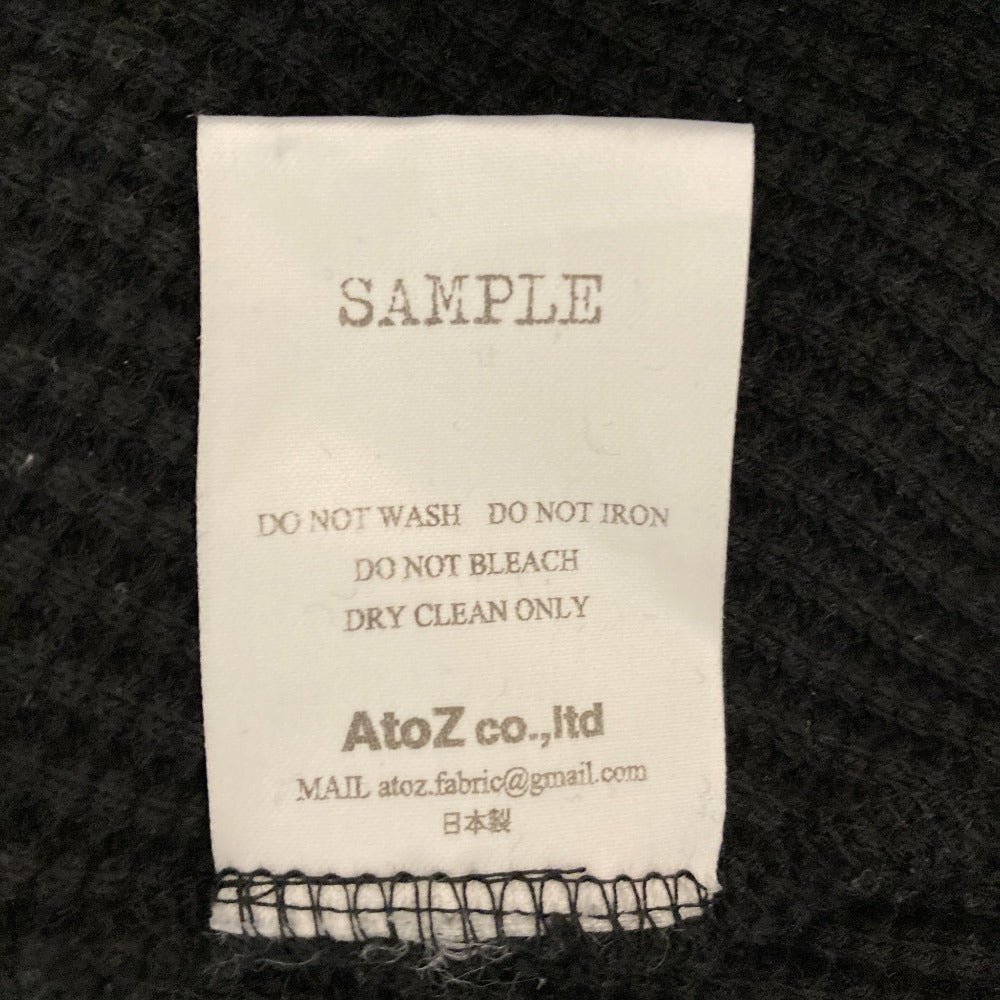 SAMPLE
DO NOT WASH DO NOT IRON
DO NOT BLEACH
DRY CLEAN ONLY
AtoZ co.,ltd
MAIL atoz.fabric@gmail.com
日本製